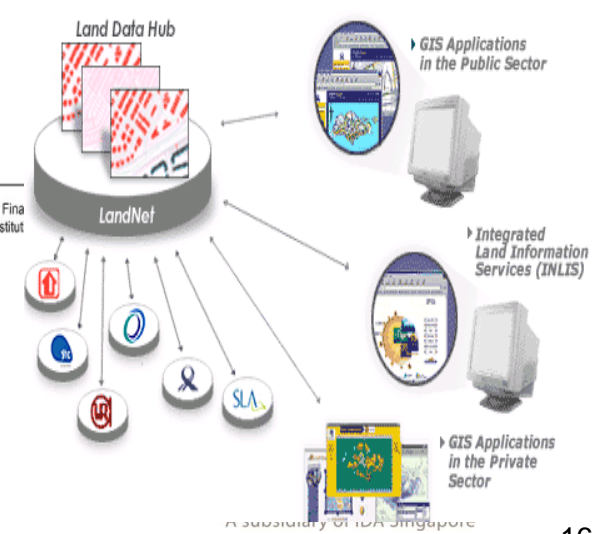 Land Data Hub
GIS Applications
in the Public Sector
Fina
stitut
LandNet
Integrated
Land Information
Services (INLIS)
SLA
GIS Applications
in the Private
Sector
A subsidiary of IDA Singapore